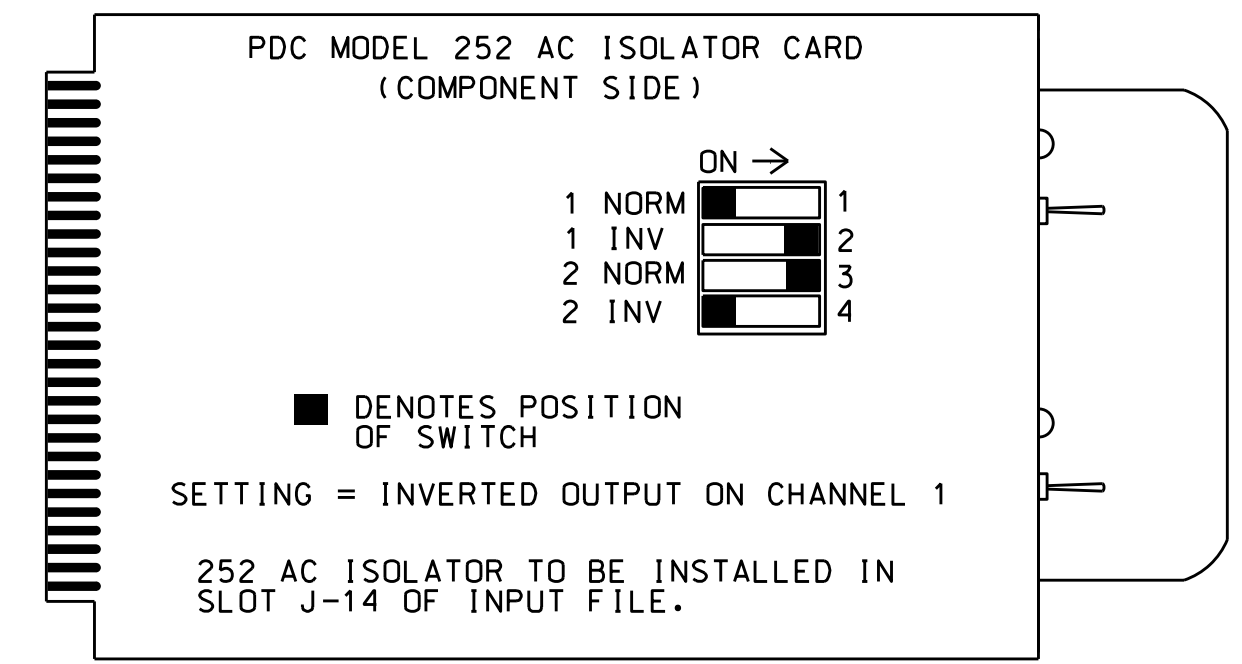 PDC MODEL 252 AC ISOLATOR CARD
(COMPONENT SIDE)
ON →
1 NORM 1
1 INV 2
2 NORM 3
2 INV 4
DENOTES POSITION
OF SWITCH
SETTING = INVERTED OUTPUT ON CHANNEL 1
252 AC ISOLATOR TO BE INSTALLED IN
SLOT J-14 OF INPUT FILE.